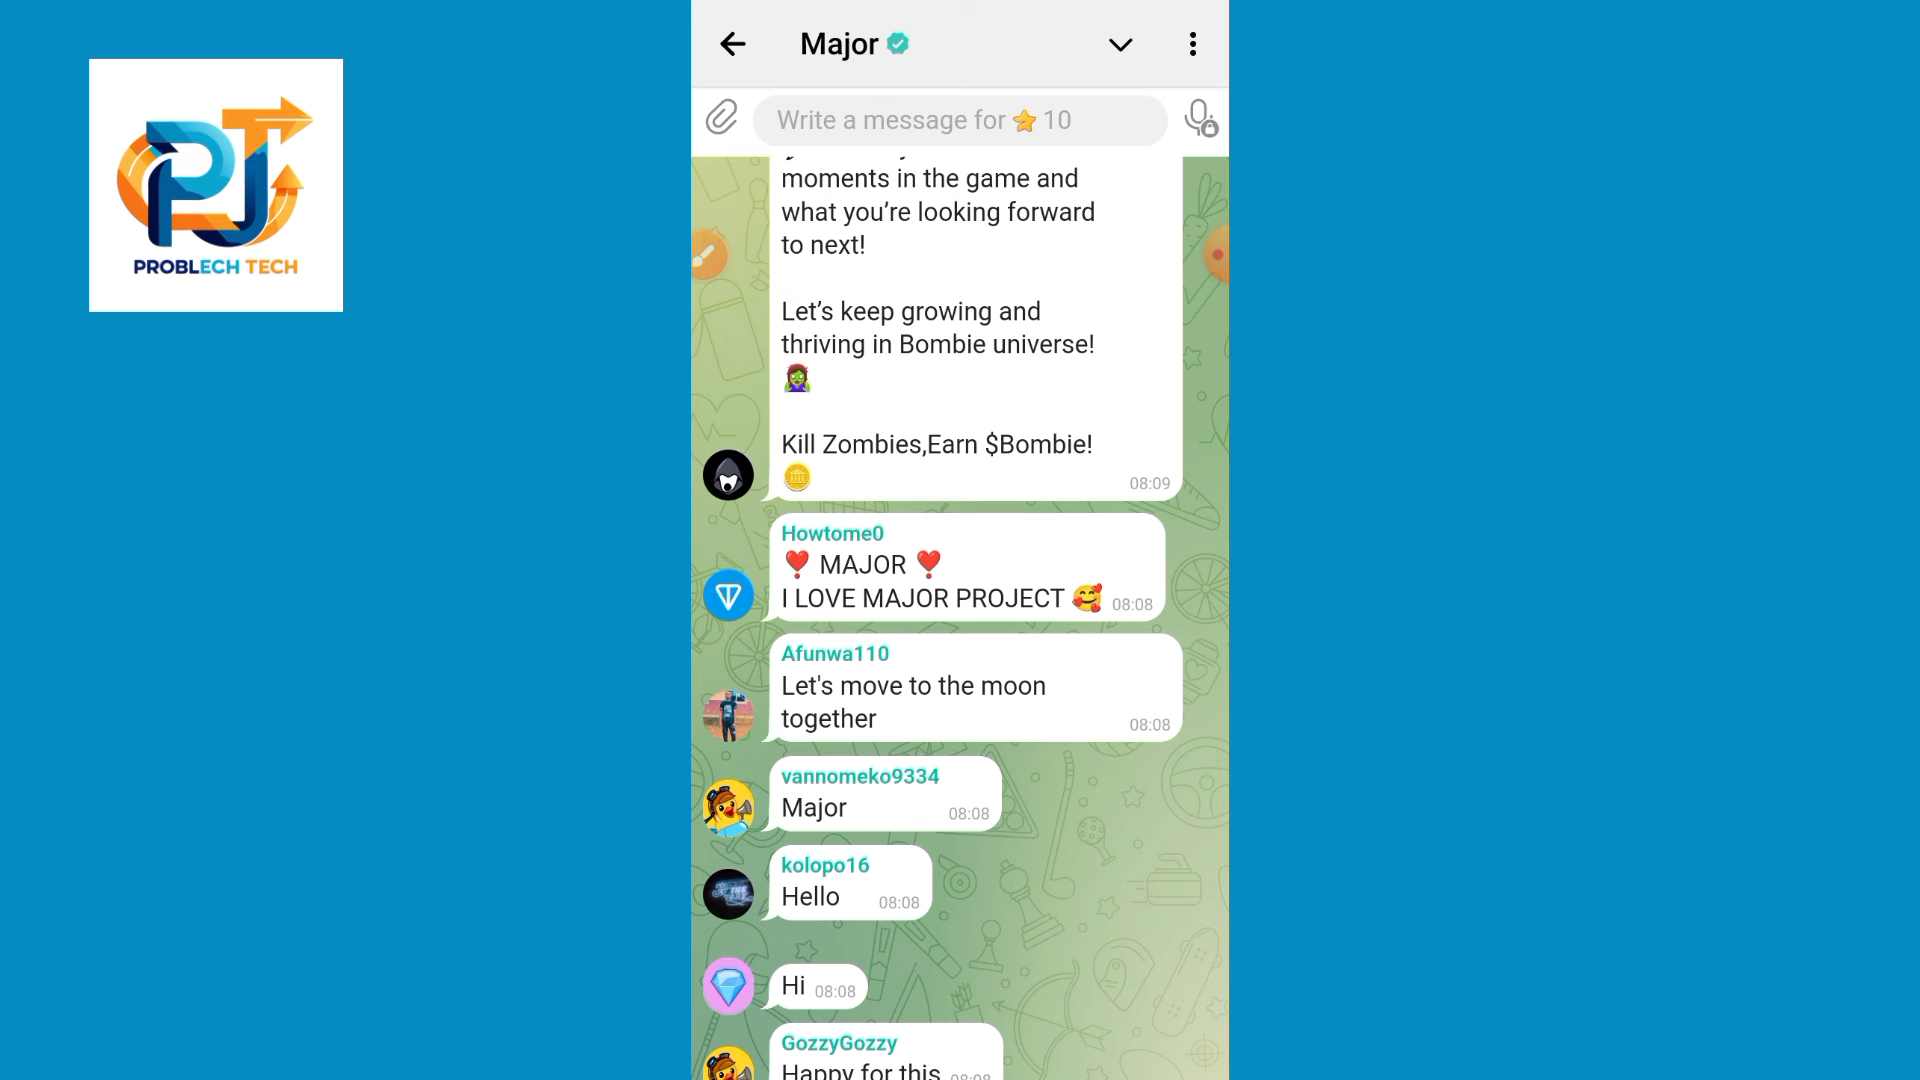 PROBLECH TECH
Major
Write a message for ⭐ 10
moments in the game and
what you’re looking forward
to next!
Let’s keep growing and
thriving in Bombie universe!
🧟‍♀️
Kill Zombies,Earn $Bombie!
🪙 08:09
Howtome0
❣️ MAJOR ❣️
I LOVE MAJOR PROJECT 🥰 08:08
Afunwa110
Let's move to the moon
together 08:08
vannomeko9334
Major 08:08
kolopo16
Hello 08:08
Hi 08:08
GozzyGozzy
Happy for this 08:08